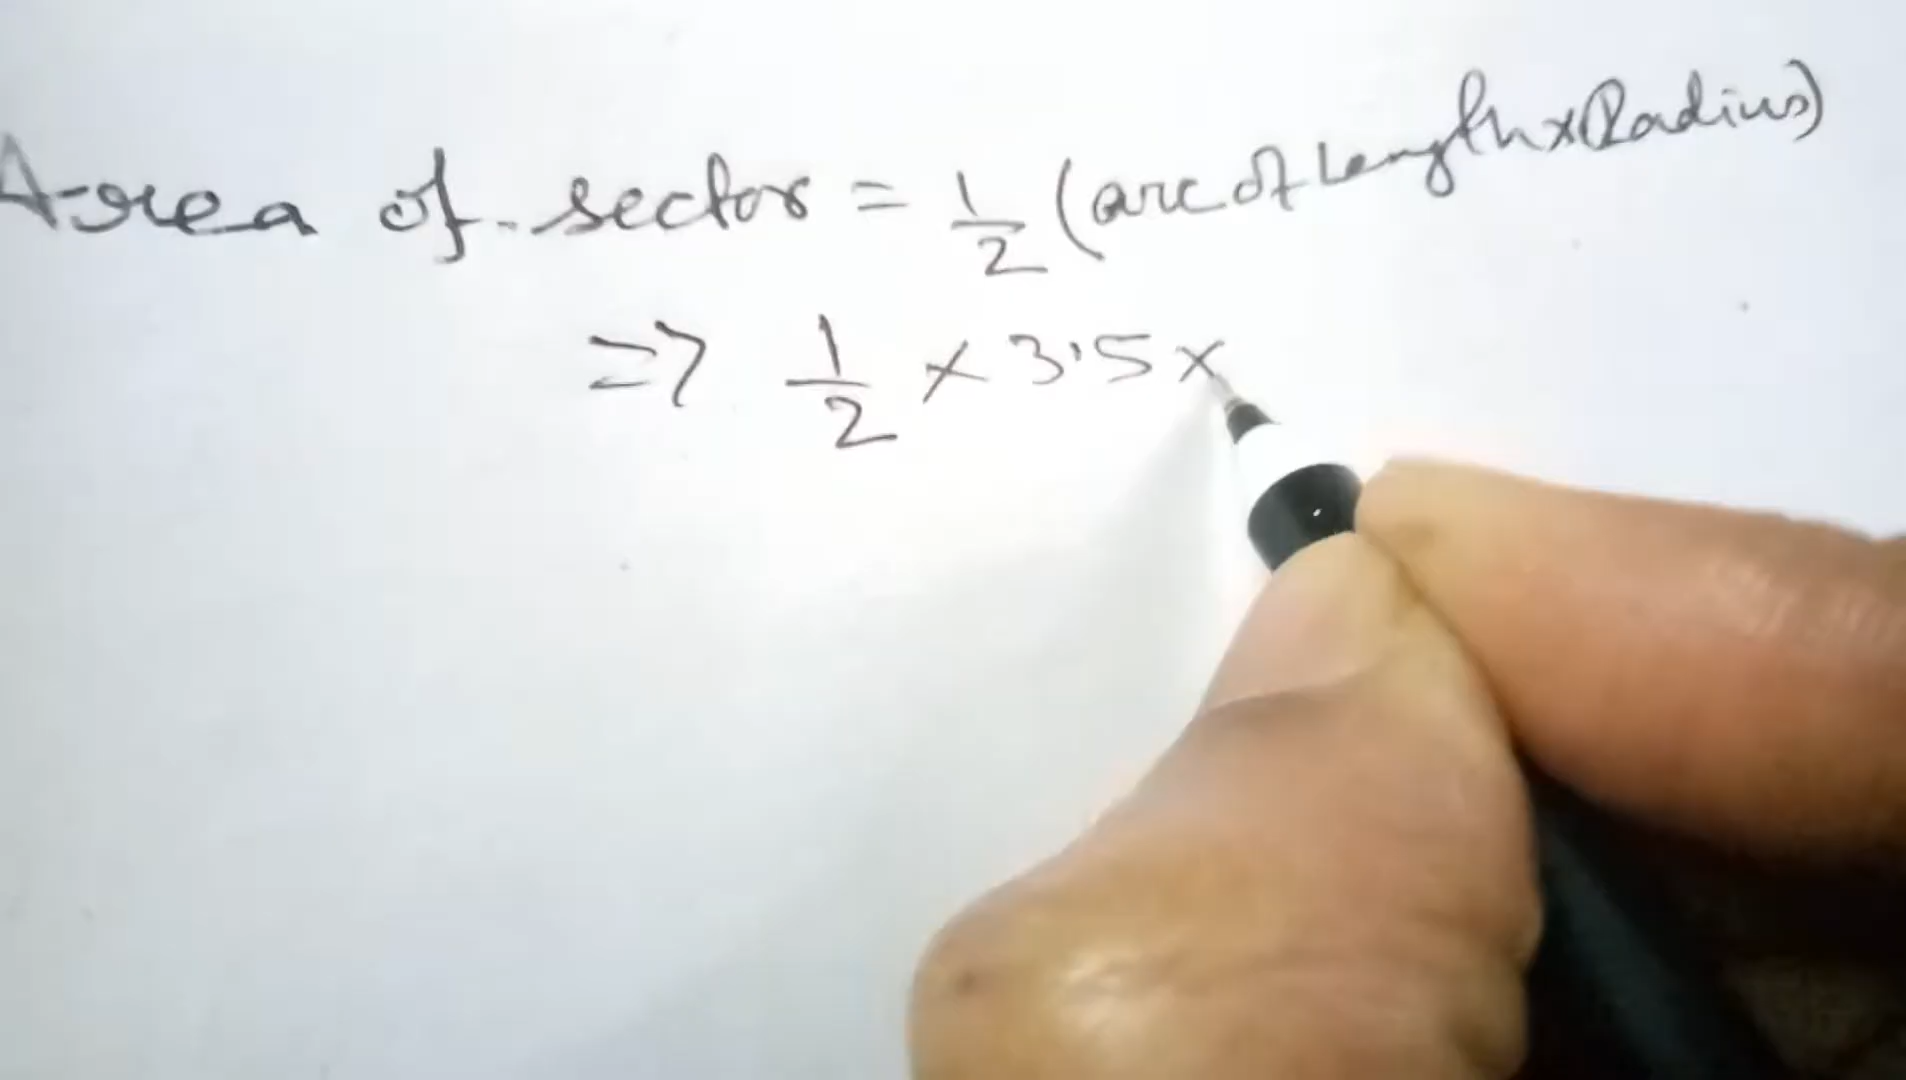 Area of sector = 1/2 (arc of Length x Radius)
=> 1/2 x 3.5 x